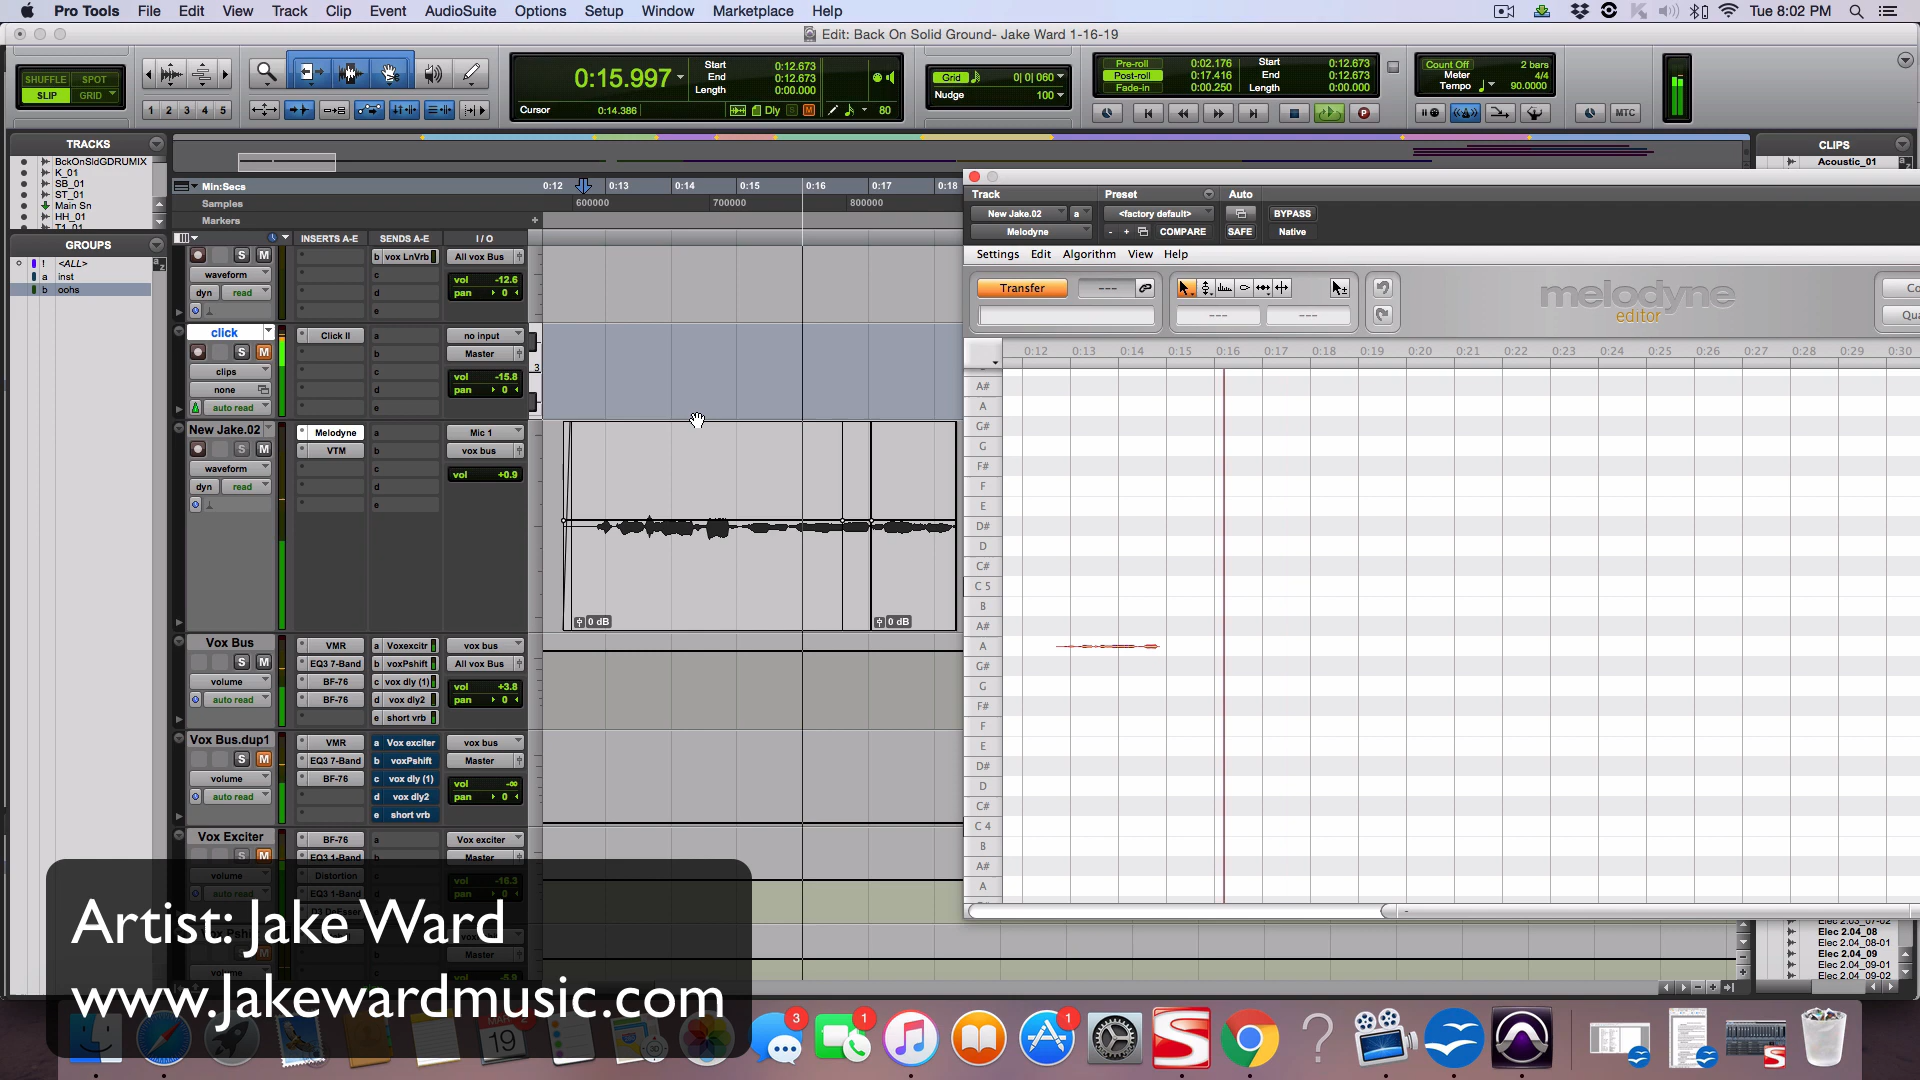 Pro Tools File Edit View Track Clip Event AudioSuite Options Setup Window Marketplace Help Tue 8:02 PM
Edit: Back On Solid Ground- Jake Ward 1-16-19
SHUFFLE SPOT
SLIP GRID
1 2 3 4 5
0:15.997
Start 0:12.673
End 0:12.673
Length 0:00.000
Cursor 0:14.386 Dly S M 80
Grid 0| 0| 060
Nudge 100
Pre-roll 0:02.176
Post-roll 0:17.416
Fade-in 0:00.250
Start 0:12.673
End 0:12.673
Length 0:00.000
Count Off 2 bars
Meter 4/4
Tempo 90.0000
MTC
TRACKS
BckOnSldGDRUMIX
K_01
SB_01
ST_01
Main Sn
HH_01
T1_01
GROUPS
! <ALL>
a inst
b oohs
Min:Secs 0:12 0:13 0:14 0:15 0:16 0:17 0:18
Samples 600000 700000 800000
Markers
INSERTS A-E SENDS A-E I / O
S M b vox LnVrb All vox Bus
waveform c
dyn read d vol -12.6
e pan 0
click Click II a no input
S M b Master
clips c vol -15.8
none d pan 0
auto read e
3
New Jake.02 Melodyne a Mic 1
S M VTM b vox bus
waveform c vol +0.9
dyn read d
e
0 dB 0 dB
Vox Bus VMR a Voxexcitr vox bus
S M EQ3 7-Band b voxPshift All vox Bus
volume BF-76 c vox dly (1) vol +3.8
auto read BF-76 d vox dly2 pan 0
e short vrb
Vox Bus.dup1 VMR a Vox exciter vox bus
S M EQ3 7-Band b voxPshift Master
volume BF-76 c vox dly (1) vol -∞
auto read d vox dly2 pan 0
e short vrb
Vox Exciter BF-76 a Vox exciter
S M EQ3 1-Band b Master
volume Distortion c vol -16.3
auto read EQ3 1-Band d pan 0
Master
volume vol -5.9
CLIPS
Acoustic_01
Track Preset Auto
New Jake.02 a <factory default> BYPASS
Melodyne - + COMPARE SAFE Native
Settings Edit Algorithm View Help
Transfer ---
--- ---
melodyne
editor
Co
Qua
0:12 0:13 0:14 0:15 0:16 0:17 0:18 0:19 0:20 0:21 0:22 0:23 0:24 0:25 0:26 0:27 0:28 0:29 0:30
A#
A
G#
G
F#
F
E
D#
D
C#
C 5
B
A#
A
G#
G
F#
F
E
D#
D
C#
C 4
B
A#
A
Elec 2.03_07-02
Elec 2.04_08
Elec 2.04_08-01
Elec 2.04_09
Elec 2.04_09-01
Elec 2.04_09-02
Artist: Jake Ward
www.Jakewardmusic.com
19
3
1
1